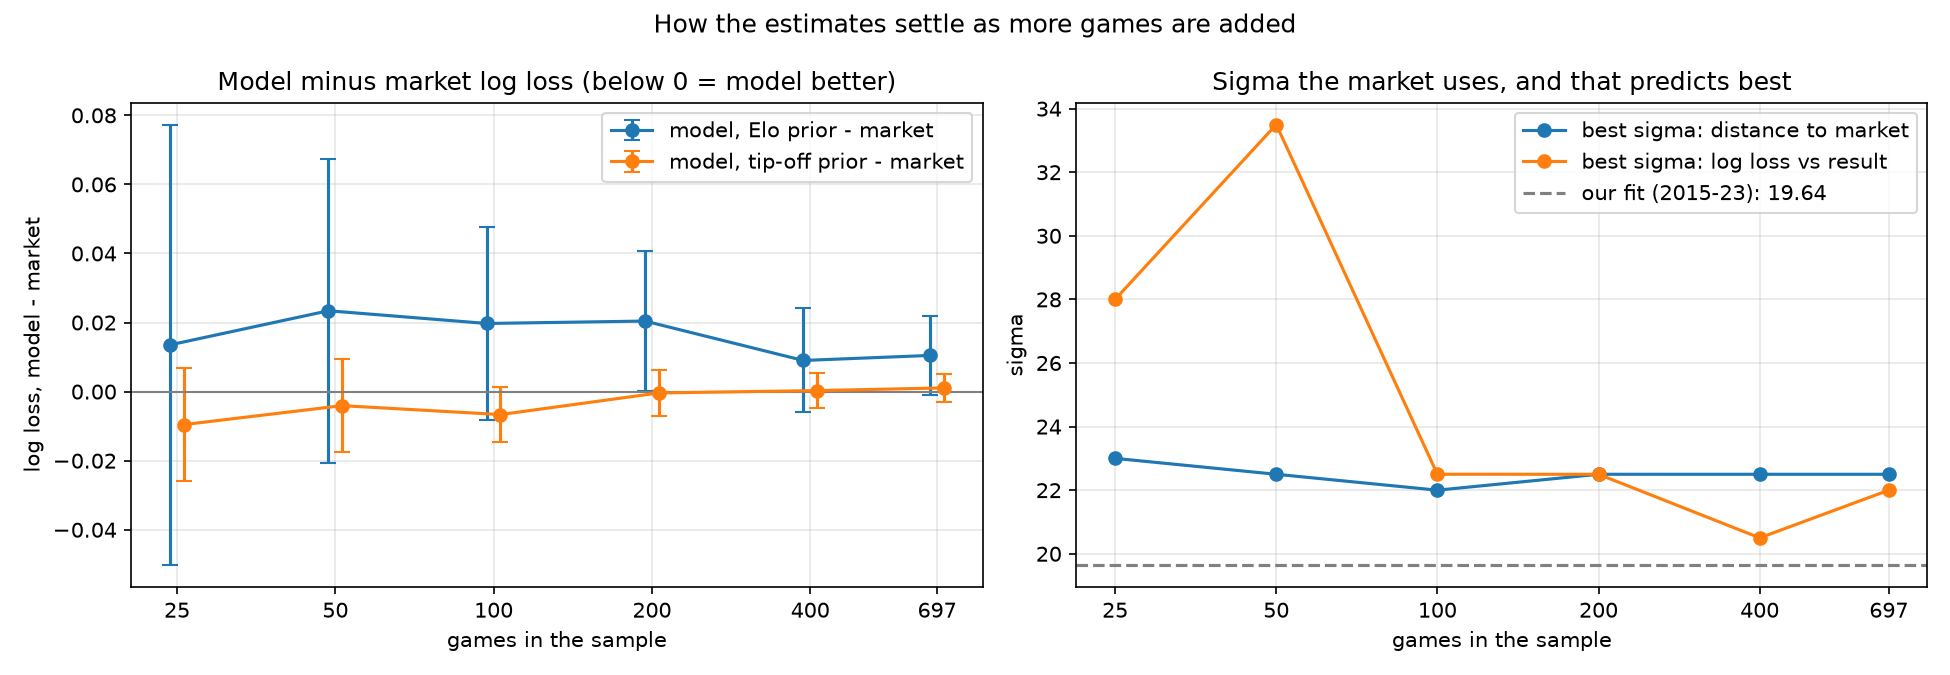 How the estimates settle as more games are added
Model minus market log loss (below 0 = model better)
log loss, model - market
0.08
0.06
0.04
0.02
0.00
−0.02
−0.04
model, Elo prior - market
model, tip-off prior - market
25 50 100 200 400 697
games in the sample
Sigma the market uses, and that predicts best
sigma
34
32
30
28
26
24
22
20
best sigma: distance to market
best sigma: log loss vs result
our fit (2015-23): 19.64
25 50 100 200 400 697
games in the sample